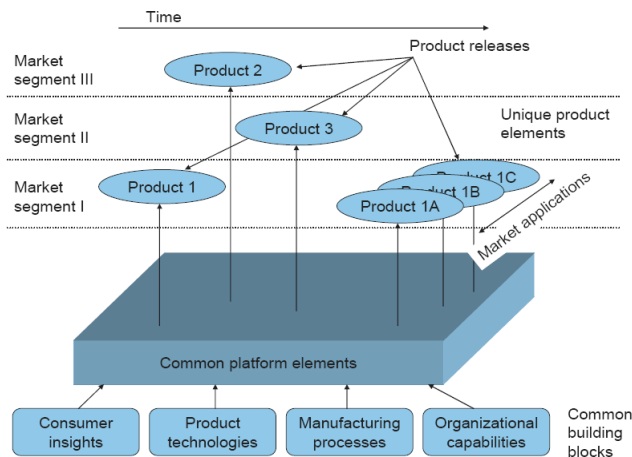 Time
Product releases
Market
segment III
Product 2
Market
segment II
Product 3
Unique product
elements
Market
segment I
Product 1
Product 1C
Product 1B
Product 1A
Market applications
Common platform elements
Consumer
insights
Product
technologies
Manufacturing
processes
Organizational
capabilities
Common
building
blocks